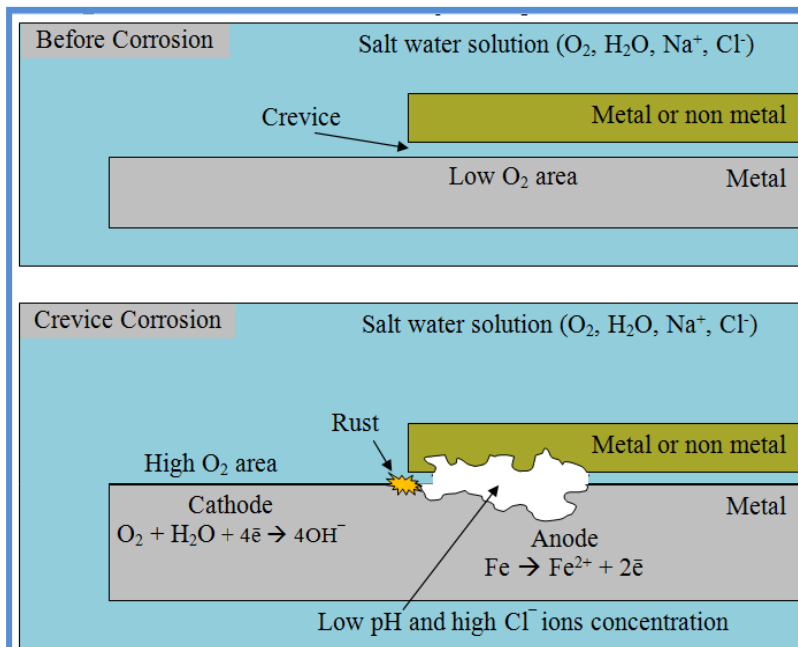 Before Corrosion
Salt water solution (O₂, H₂O, Na⁺, Cl⁻)
Crevice
Metal or non metal
Low O₂ area
Metal
Crevice Corrosion
Salt water solution (O₂, H₂O, Na⁺, Cl⁻)
Rust
Metal or non metal
High O₂ area
Cathode
Metal
O₂ + H₂O + 4ē → 4OH⁻
Anode
Fe → Fe²⁺ + 2ē
Low pH and high Cl⁻ ions concentration